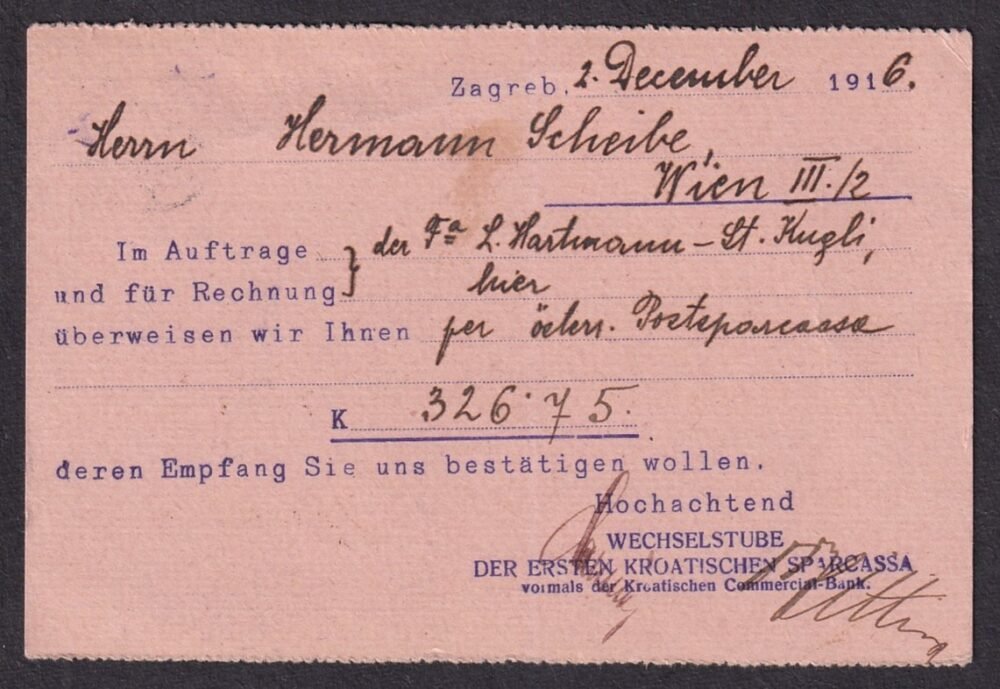 Zagreb, 2. December 1916.
Herrn Hermann Scheibe,
Wien III./2
Im Auftrage } der Fa L. Hartmann - St. Kugli,
und für Rechnung } hier
überweisen wir Ihnen per österr. Postsparcassa
K 326.75.
deren Empfang Sie uns bestätigen wollen.
Hochachtend
WECHSELSTUBE
DER ERSTEN KROATISCHEN SPARCASSA
vormals der Kroatischen Commercial-Bank.